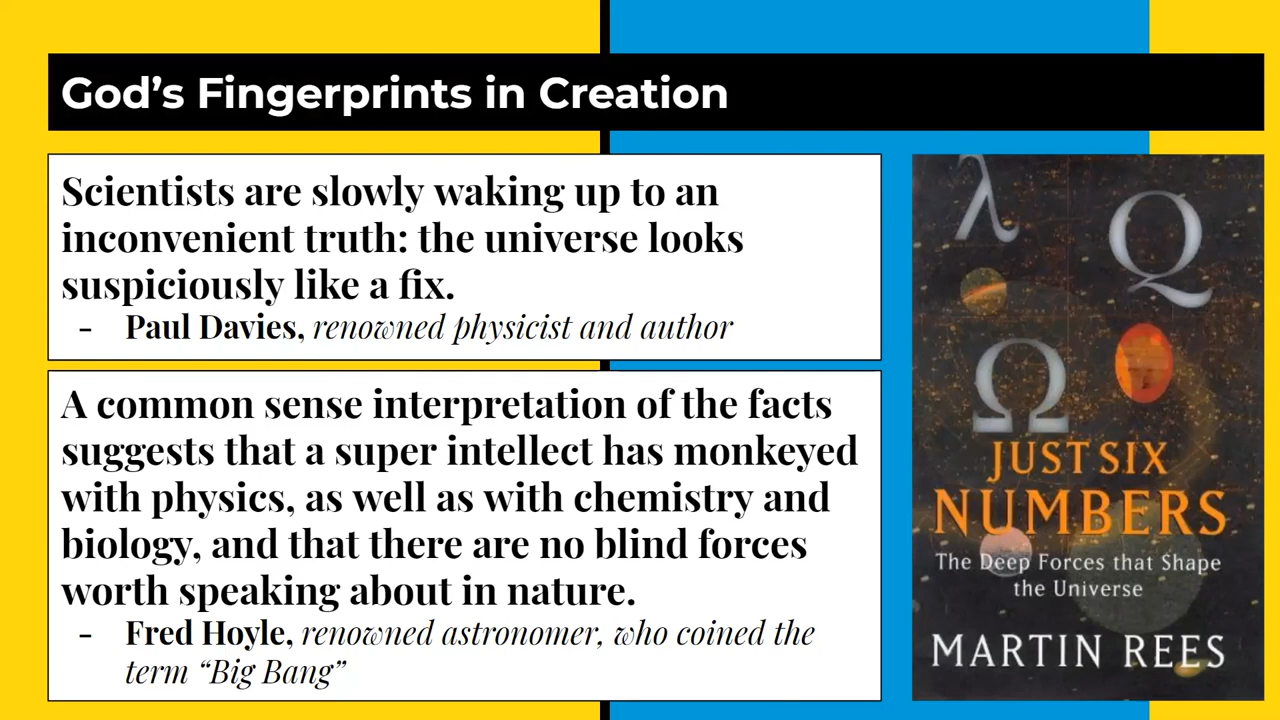 God’s Fingerprints in Creation
Scientists are slowly waking up to an
inconvenient truth: the universe looks
suspiciously like a fix.
- Paul Davies, renowned physicist and author
A common sense interpretation of the facts
suggests that a super intellect has monkeyed
with physics, as well as with chemistry and
biology, and that there are no blind forces
worth speaking about in nature.
- Fred Hoyle, renowned astronomer, who coined the
term “Big Bang”
λ
Q
Ω
JUST SIX
NUMBERS
The Deep Forces that Shape
the Universe
MARTIN REES